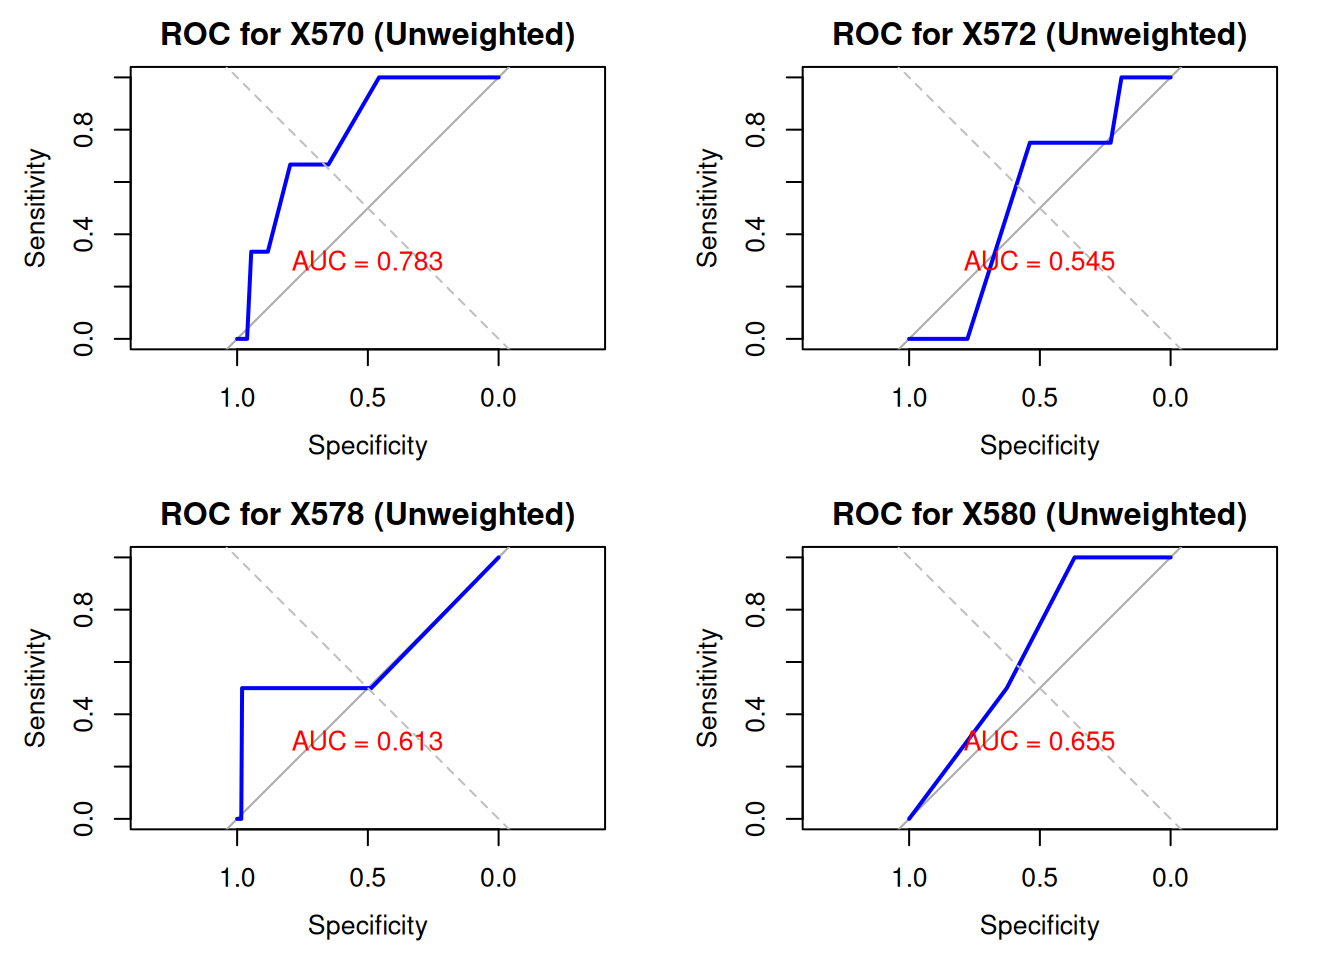 ROC for X570 (Unweighted)
Sensitivity
0.8
0.4
0.0
AUC = 0.783
1.0 0.5 0.0
Specificity
ROC for X572 (Unweighted)
Sensitivity
0.8
0.4
0.0
AUC = 0.545
1.0 0.5 0.0
Specificity
ROC for X578 (Unweighted)
Sensitivity
0.8
0.4
0.0
AUC = 0.613
1.0 0.5 0.0
Specificity
ROC for X580 (Unweighted)
Sensitivity
0.8
0.4
0.0
AUC = 0.655
1.0 0.5 0.0
Specificity